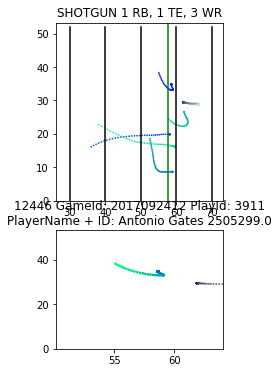 SHOTGUN 1 RB, 1 TE, 3 WR
50
40
30
20
10
0
30 40 50 60 70
12446 GameId: 2017092412 PlayId: 3911
PlayerName + ID: Antonio Gates 2505299.0
40
20
0
55 60